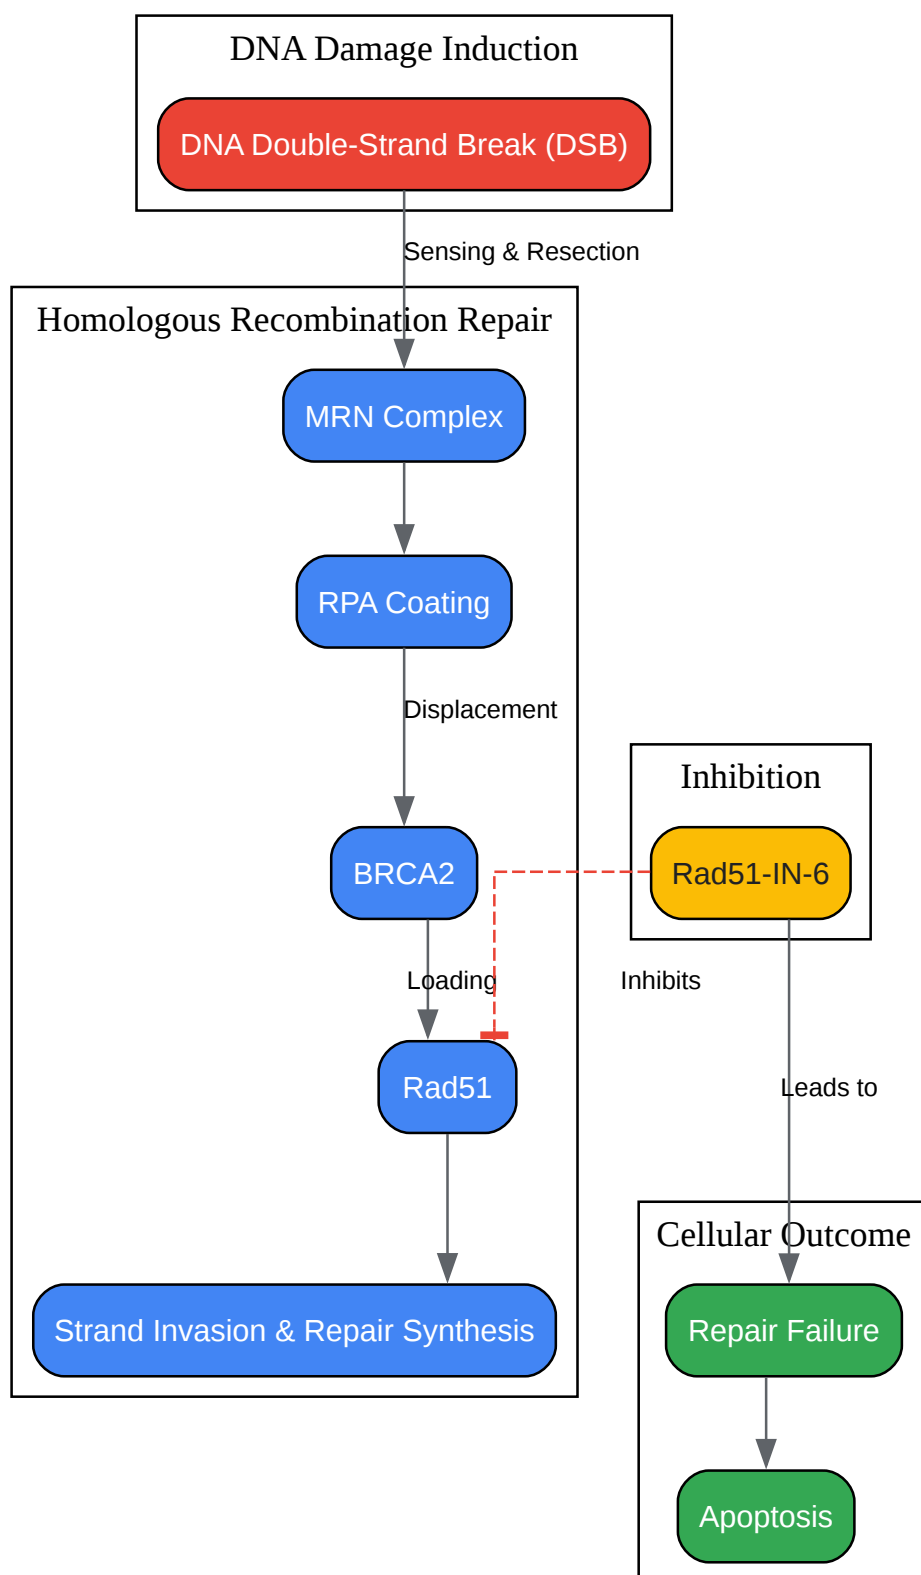 DNA Damage Induction
DNA Double-Strand Break (DSB)
Sensing & Resection
Homologous Recombination Repair
MRN Complex
RPA Coating
Displacement
Inhibition
BRCA2
Rad51-IN-6
Loading
Inhibits
Rad51
Leads to
Cellular Outcome
Strand Invasion & Repair Synthesis
Repair Failure
Apoptosis